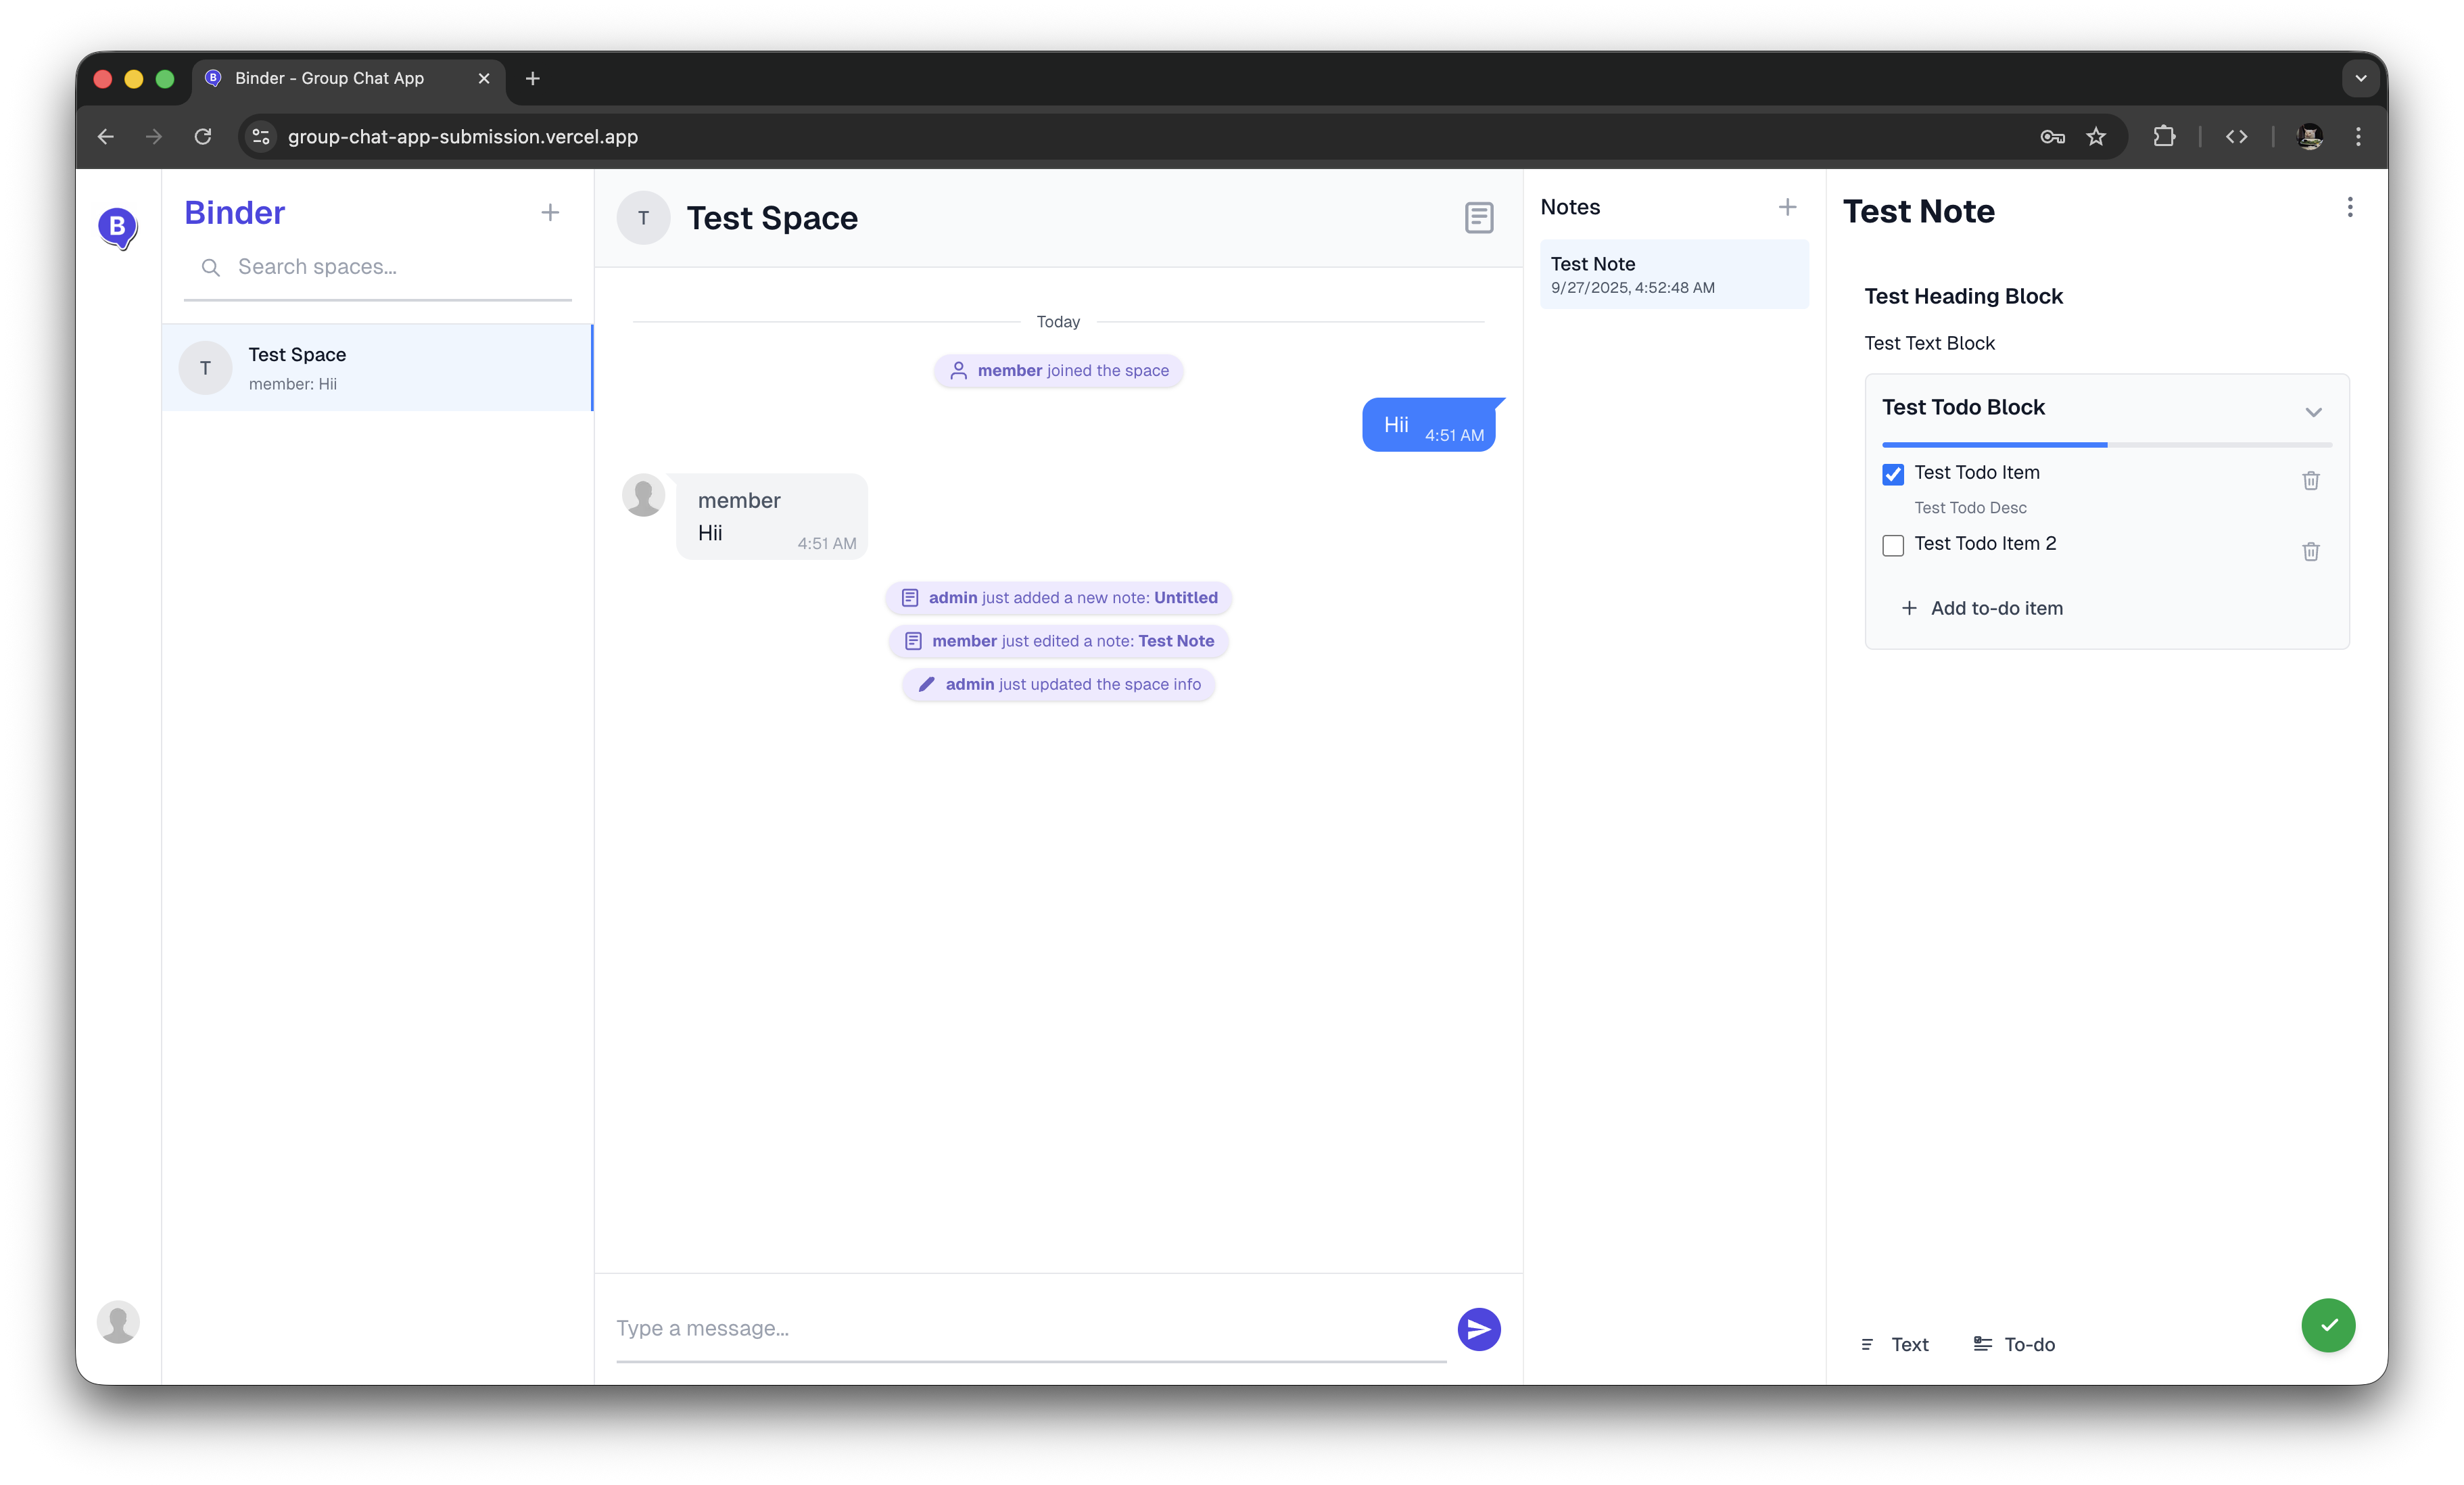 Binder - Group Chat App
group-chat-app-submission.vercel.app
B
Binder
Search spaces...
T
Test Space
member: Hii
T
Test Space
Today
member joined the space
Hii
4:51 AM
member
Hii
4:51 AM
admin just added a new note: Untitled
member just edited a note: Test Note
admin just updated the space info
Type a message...
Notes
Test Note
9/27/2025, 4:52:48 AM
Test Note
Test Heading Block
Test Text Block
Test Todo Block
Test Todo Item
Test Todo Desc
Test Todo Item 2
Add to-do item
Text
To-do